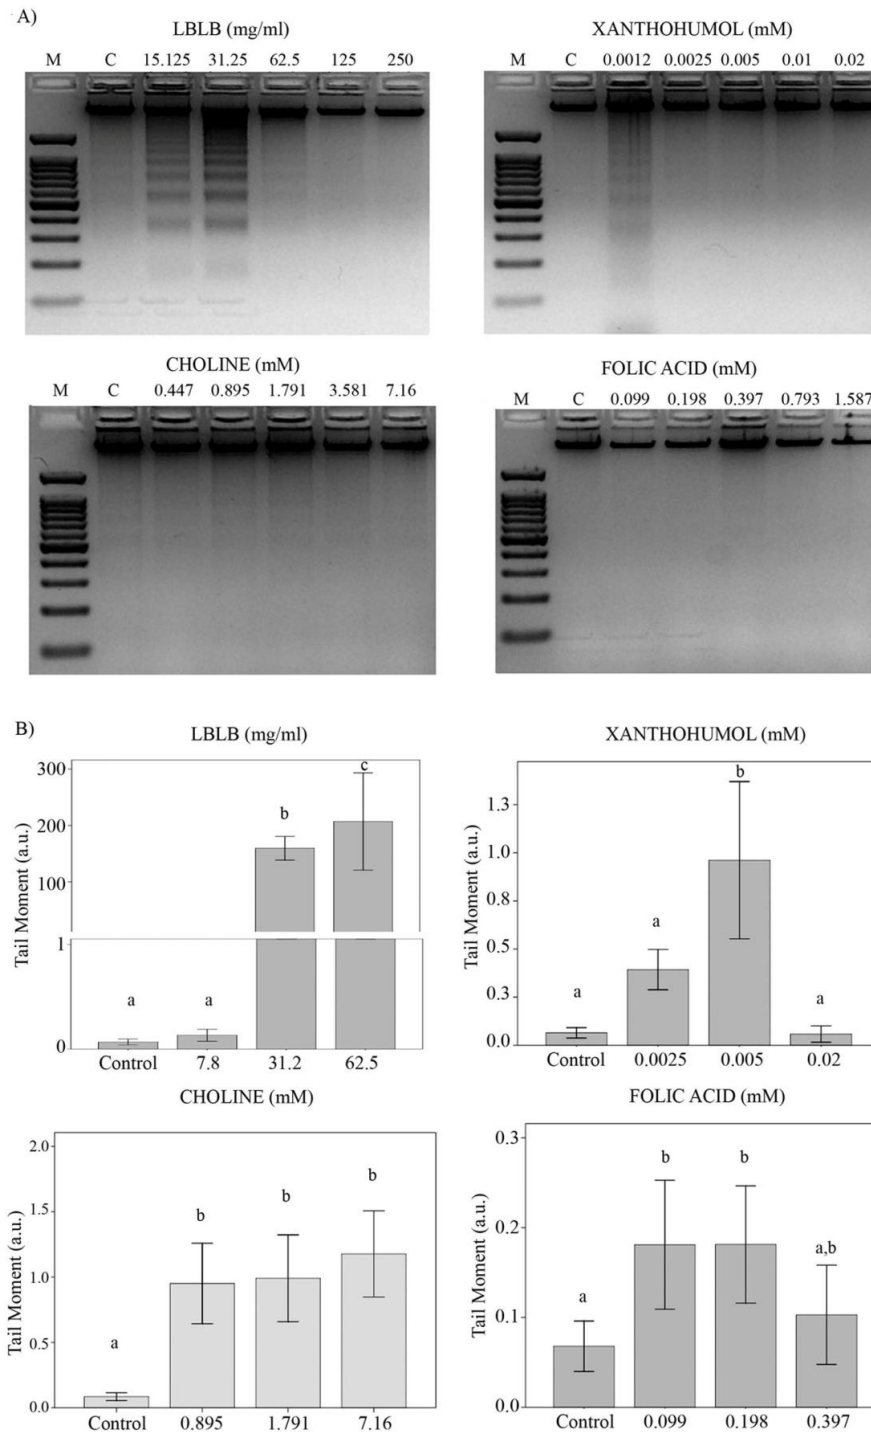 A)
LBLB (mg/ml)
M C 15.125 31.25 62.5 125 250
XANTHOHUMOL (mM)
M C 0.0012 0.0025 0.005 0.01 0.02
CHOLINE (mM)
M C 0.447 0.895 1.791 3.581 7.16
FOLIC ACID (mM)
M C 0.099 0.198 0.397 0.793 1.587
B)
LBLB (mg/ml)
Tail Moment (a.u.)
300
200
100
1
0
a a b c
Control 7.8 31.2 62.5
XANTHOHUMOL (mM)
Tail Moment (a.u.)
1.3
1.0
0.8
0.5
0.3
0.0
a a b a
Control 0.0025 0.005 0.02
CHOLINE (mM)
Tail Moment (a.u.)
2.0
1.5
1.0
0.5
0.0
a b b b
Control 0.895 1.791 7.16
FOLIC ACID (mM)
Tail Moment (a.u.)
0.3
0.2
0.1
0.0
a b b a,b
Control 0.099 0.198 0.397